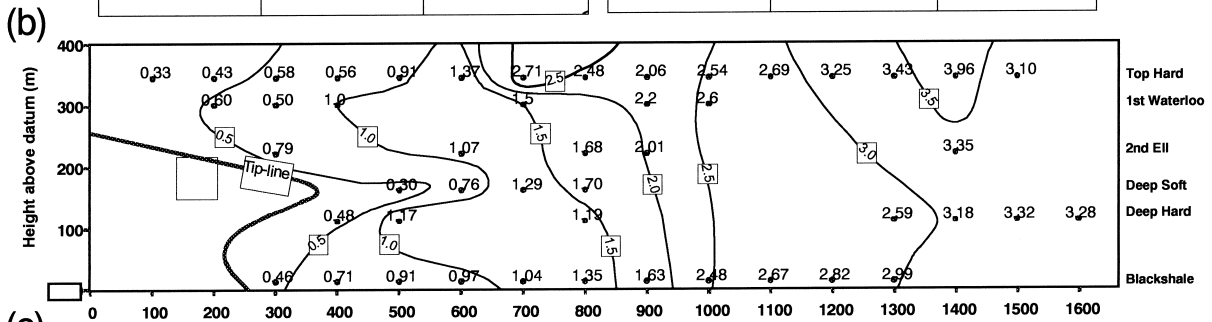 (b)
400
0.33 0.43 0.58 0.56 0.91 1.37 2.71 2.5 2.48 2.06 2.54 2.69 3.25 3.43 3.96 3.10 Top Hard
300 0.60 0.50 1.0 1.5 2.2 2.6 3.5 1st Waterloo
0.5 1.0 1.5
0.79 1.07 1.68 2.01 3.0 3.35 2nd Ell
200 Tip-line 2.5
0.30 0.76 1.29 1.70 2.0 Deep Soft
0.48 1.17 1.19 2.59 3.18 3.32 3.28 Deep Hard
100 0.5 1.0 1.5
0.46 0.71 0.91 0.97 1.04 1.35 1.63 2.48 2.67 2.82 2.99 Blackshale
0 100 200 300 400 500 600 700 800 900 1000 1100 1200 1300 1400 1500 1600
Height above datum (m)